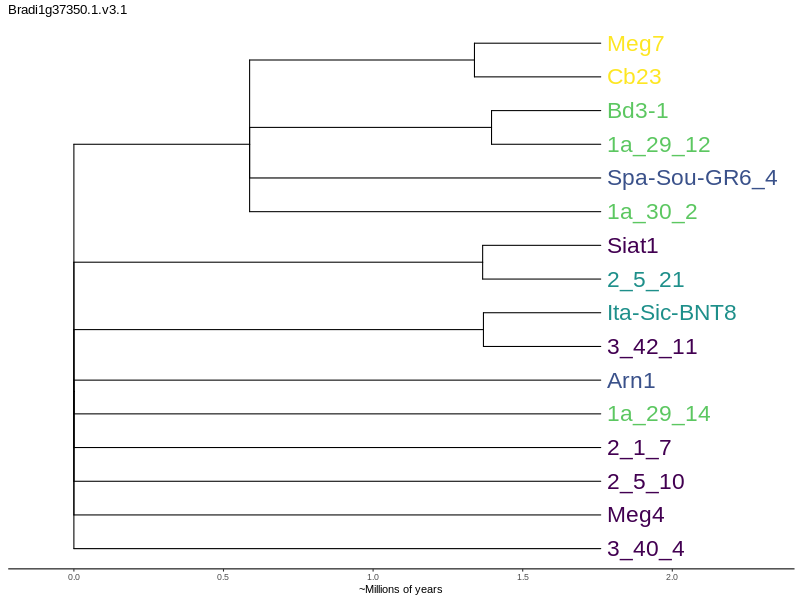 Bradi1g37350.1.v3.1
Meg7
Cb23
Bd3-1
1a_29_12
Spa-Sou-GR6_4
1a_30_2
Siat1
2_5_21
Ita-Sic-BNT8
3_42_11
Arn1
1a_29_14
2_1_7
2_5_10
Meg4
3_40_4
0.0 0.5 1.0 1.5 2.0
~Millions of years